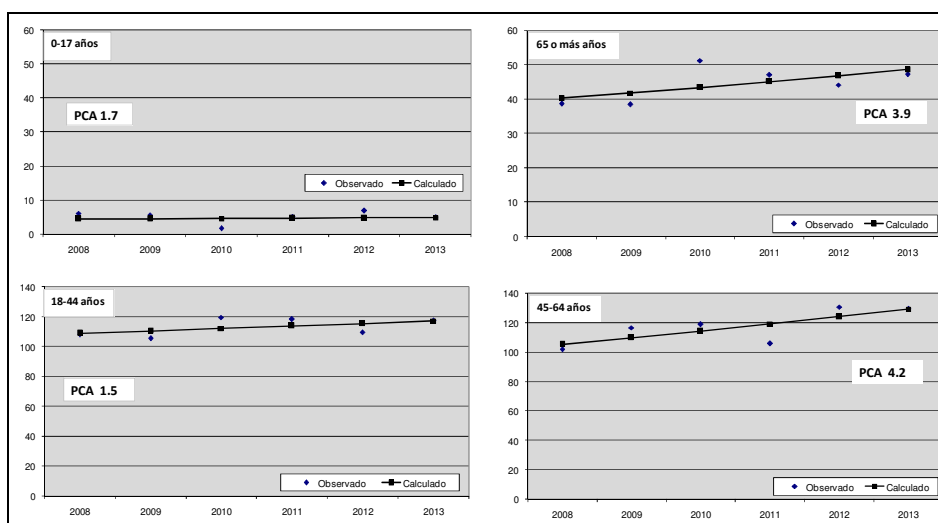 0-17 años
60
50
40
30
20
10
0
PCA 1.7
Observado Calculado
2008 2009 2010 2011 2012 2013
65 o más años
60
50
40
30
20
10
0
PCA 3.9
Observado Calculado
2008 2009 2010 2011 2012 2013
18-44 años
140
120
100
80
60
40
20
0
PCA 1.5
Observado Calculado
2008 2009 2010 2011 2012 2013
45-64 años
140
120
100
80
60
40
20
0
PCA 4.2
Observado Calculado
2008 2009 2010 2011 2012 2013